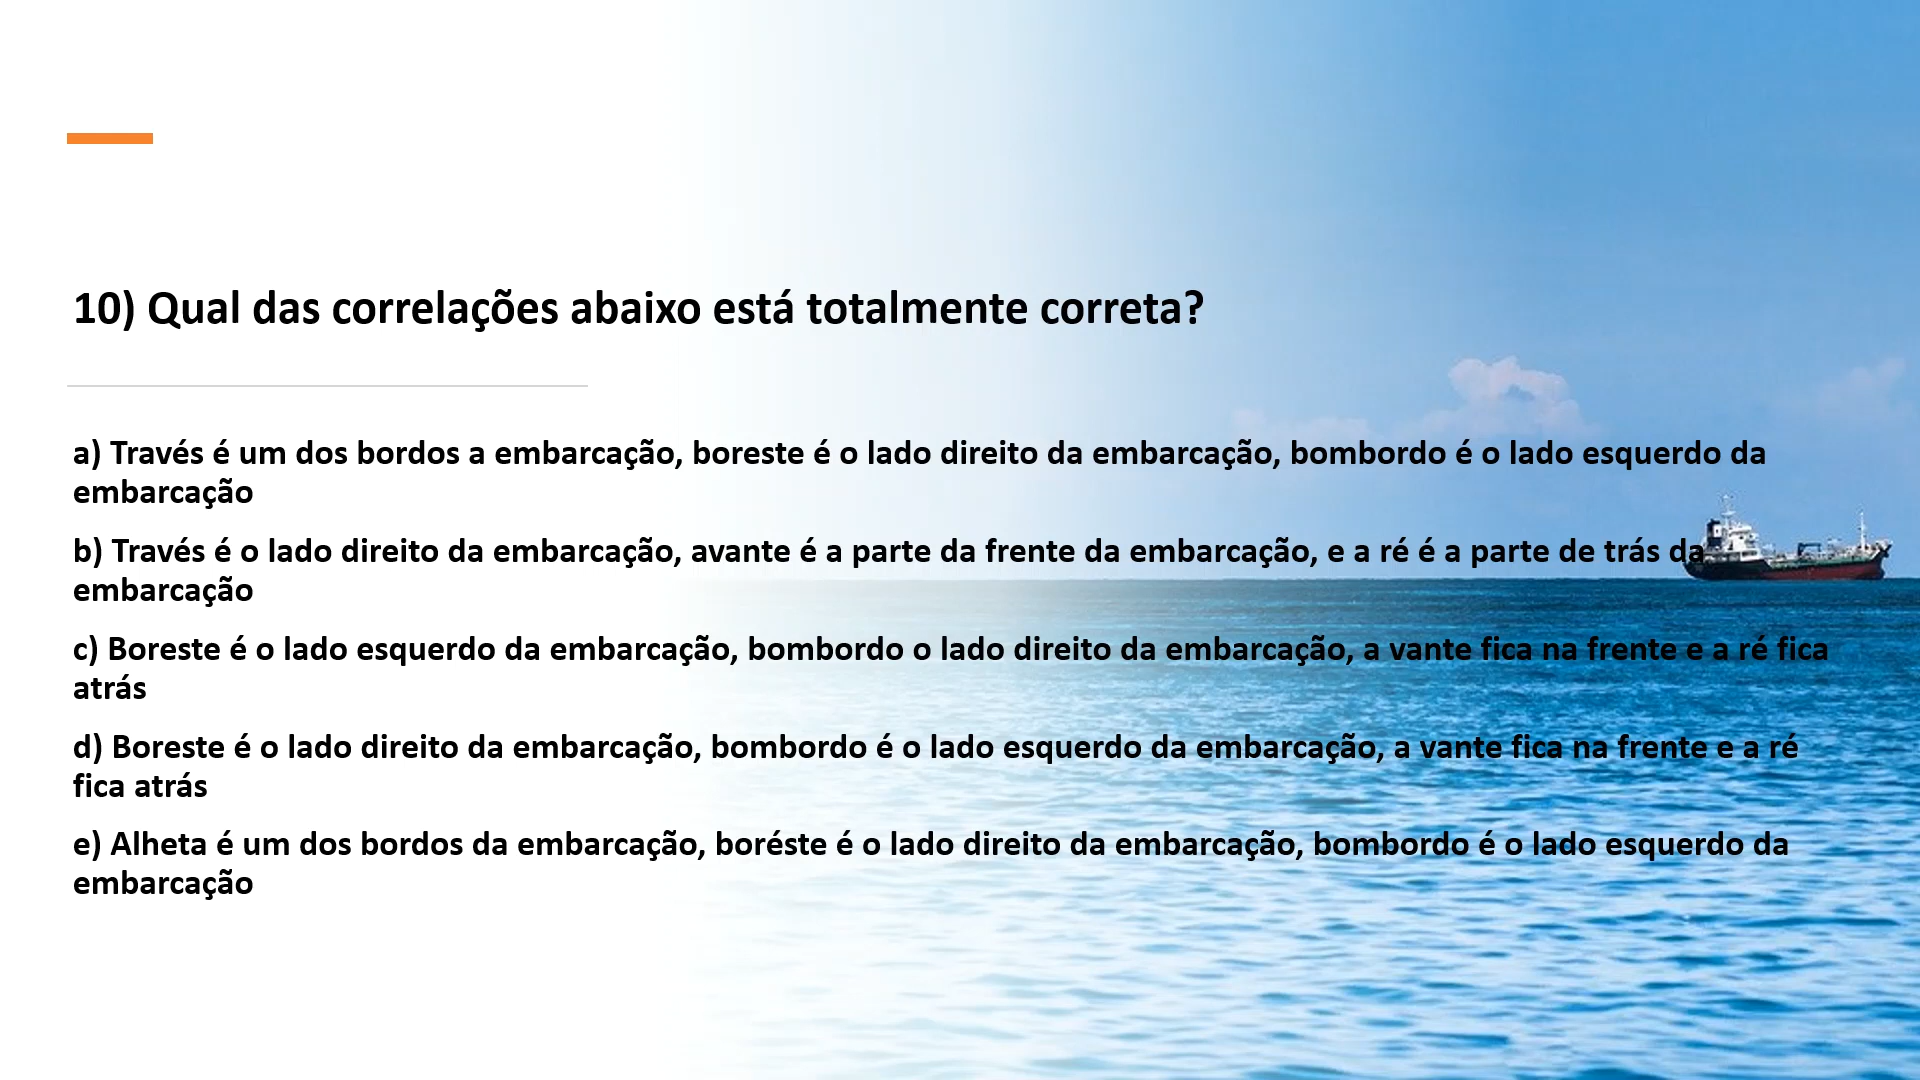 10) Qual das correlações abaixo está totalmente correta?
a) Través é um dos bordos a embarcação, boreste é o lado direito da embarcação, bombordo é o lado esquerdo da
embarcação
b) Través é o lado direito da embarcação, avante é a parte da frente da embarcação, e a ré é a parte de trás da
embarcação
c) Boreste é o lado esquerdo da embarcação, bombordo o lado direito da embarcação, a vante fica na frente e a ré fica
atrás
d) Boreste é o lado direito da embarcação, bombordo é o lado esquerdo da embarcação, a vante fica na frente e a ré
fica atrás
e) Alheta é um dos bordos da embarcação, boréste é o lado direito da embarcação, bombordo é o lado esquerdo da
embarcação